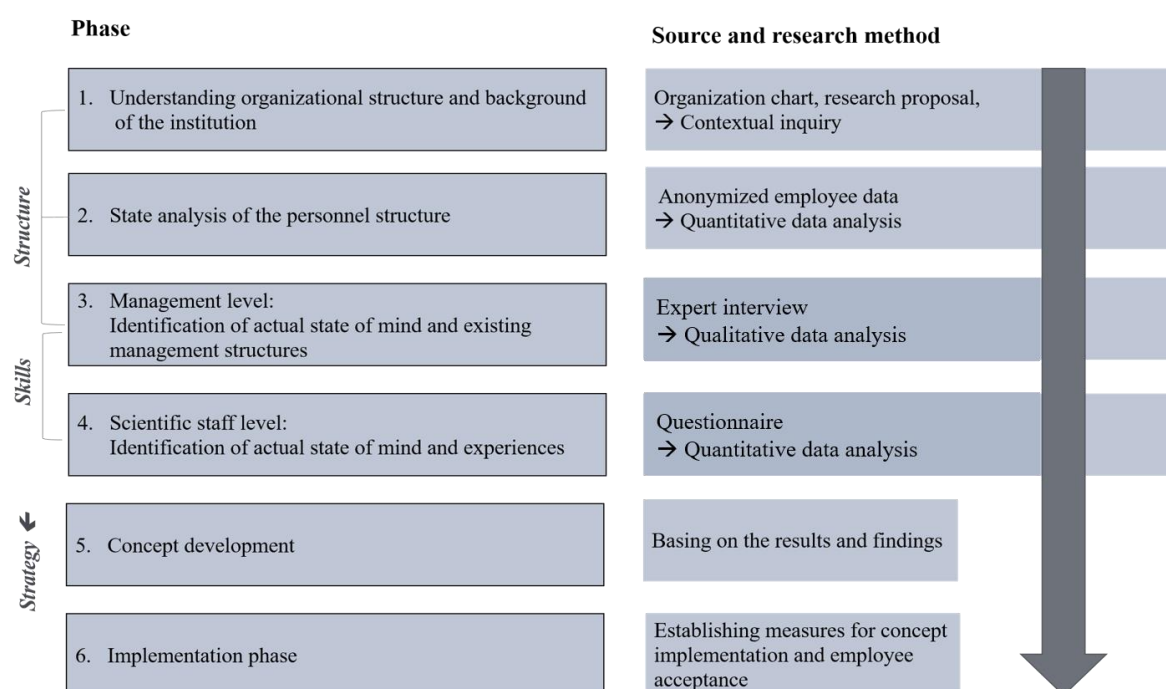 Phase
Source and research method
1. Understanding organizational structure and background
of the institution
Organization chart, research proposal,
→ Contextual inquiry
Structure
2. State analysis of the personnel structure
Anonymized employee data
→ Quantitative data analysis
3. Management level:
Identification of actual state of mind and existing
management structures
Expert interview
→ Qualitative data analysis
Skills
4. Scientific staff level:
Identification of actual state of mind and experiences
Questionnaire
→ Quantitative data analysis
Strategy ←
5. Concept development
Basing on the results and findings
6. Implementation phase
Establishing measures for concept
implementation and employee
acceptance